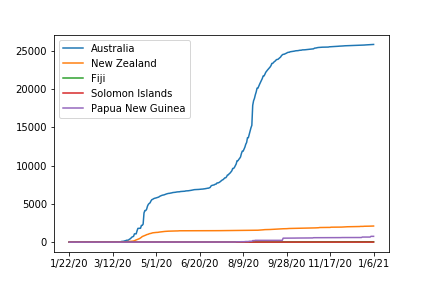 Australia
New Zealand
Fiji
Solomon Islands
Papua New Guinea
25000
20000
15000
10000
5000
0
1/22/20 3/12/20 5/1/20 6/20/20 8/9/20 9/28/20 11/17/20 1/6/21